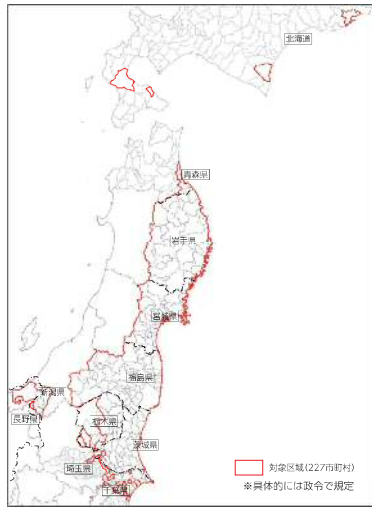 北海道
青森県
岩手県
宮城県
福島県
新潟県
栃木県
長野県
茨城県
埼玉県
千葉県
対象区域(227市町村)
※具体的には政令で規定